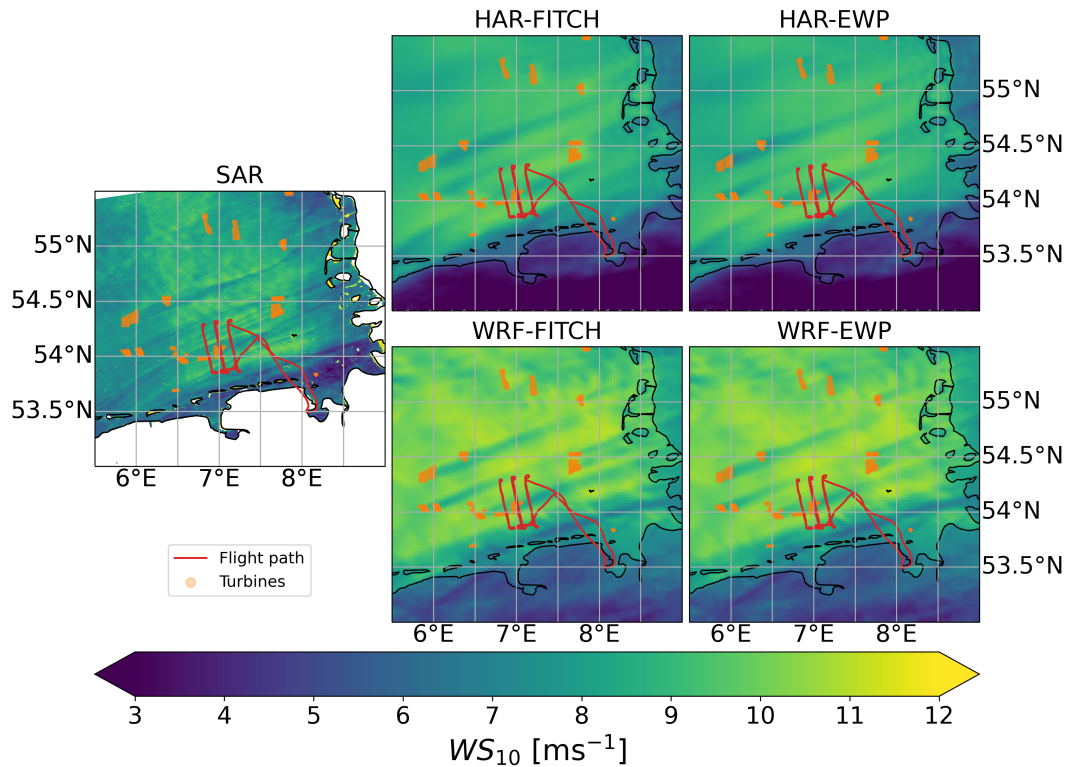 HAR-FITCH HAR-EWP
55°N
54.5°N
54°N
53.5°N
SAR
55°N
54.5°N
54°N
53.5°N
6°E 7°E 8°E
WRF-FITCH WRF-EWP
55°N
54.5°N
54°N
53.5°N
6°E 7°E 8°E 6°E 7°E 8°E
Flight path
Turbines
3 4 5 6 7 8 9 10 11 12
WS₁₀ [ms⁻¹]